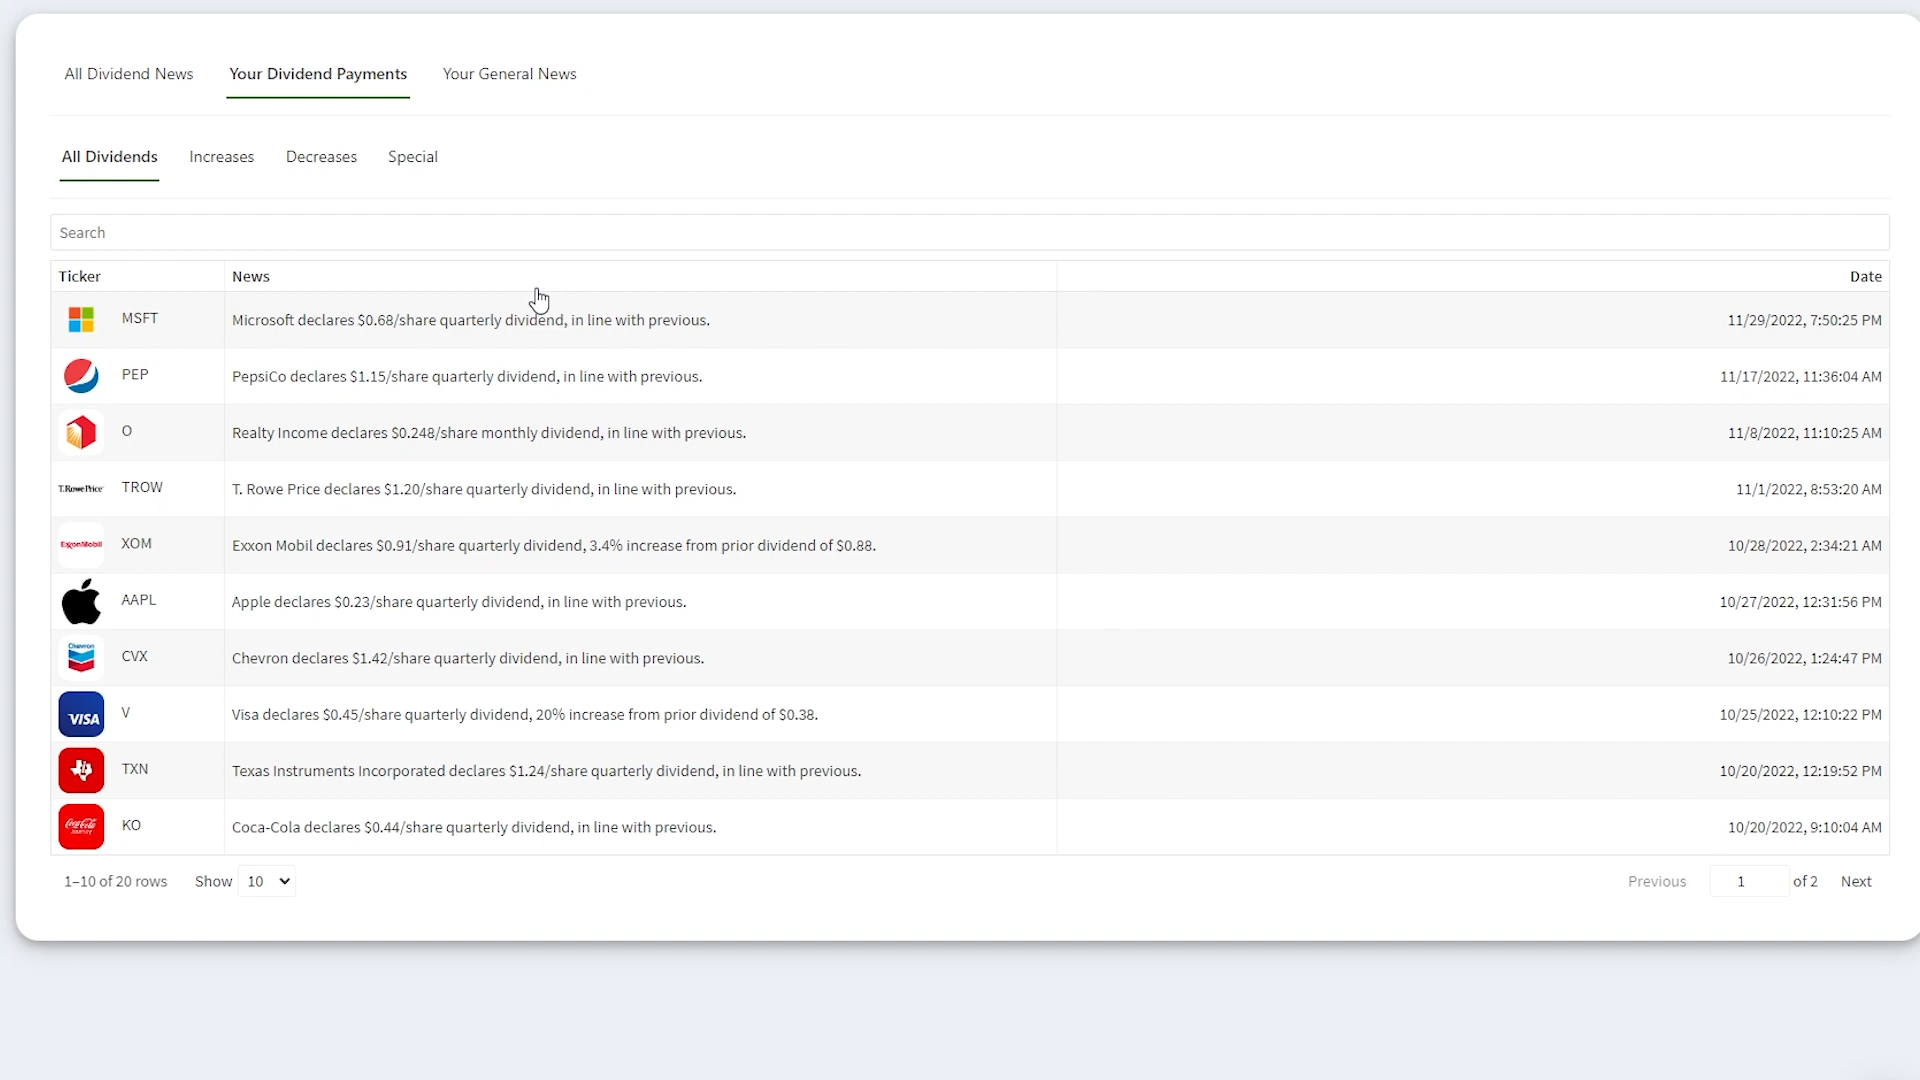 All Dividend News Your Dividend Payments Your General News
All Dividends Increases Decreases Special
Search
Ticker News Date
MSFT Microsoft declares $0.68/share quarterly dividend, in line with previous. 11/29/2022, 7:50:25 PM
PEP PepsiCo declares $1.15/share quarterly dividend, in line with previous. 11/17/2022, 11:36:04 AM
O Realty Income declares $0.248/share monthly dividend, in line with previous. 11/8/2022, 11:10:25 AM
T.RowePrice TROW T. Rowe Price declares $1.20/share quarterly dividend, in line with previous. 11/1/2022, 8:53:20 AM
ExxonMobil XOM Exxon Mobil declares $0.91/share quarterly dividend, 3.4% increase from prior dividend of $0.88. 10/28/2022, 2:34:21 AM
AAPL Apple declares $0.23/share quarterly dividend, in line with previous. 10/27/2022, 12:31:56 PM
Chevron CVX Chevron declares $1.42/share quarterly dividend, in line with previous. 10/26/2022, 1:24:47 PM
VISA V Visa declares $0.45/share quarterly dividend, 20% increase from prior dividend of $0.38. 10/25/2022, 12:10:22 PM
TXN Texas Instruments Incorporated declares $1.24/share quarterly dividend, in line with previous. 10/20/2022, 12:19:52 PM
Coca-Cola KO Coca-Cola declares $0.44/share quarterly dividend, in line with previous. 10/20/2022, 9:10:04 AM
1–10 of 20 rows Show 10 Previous 1 of 2 Next